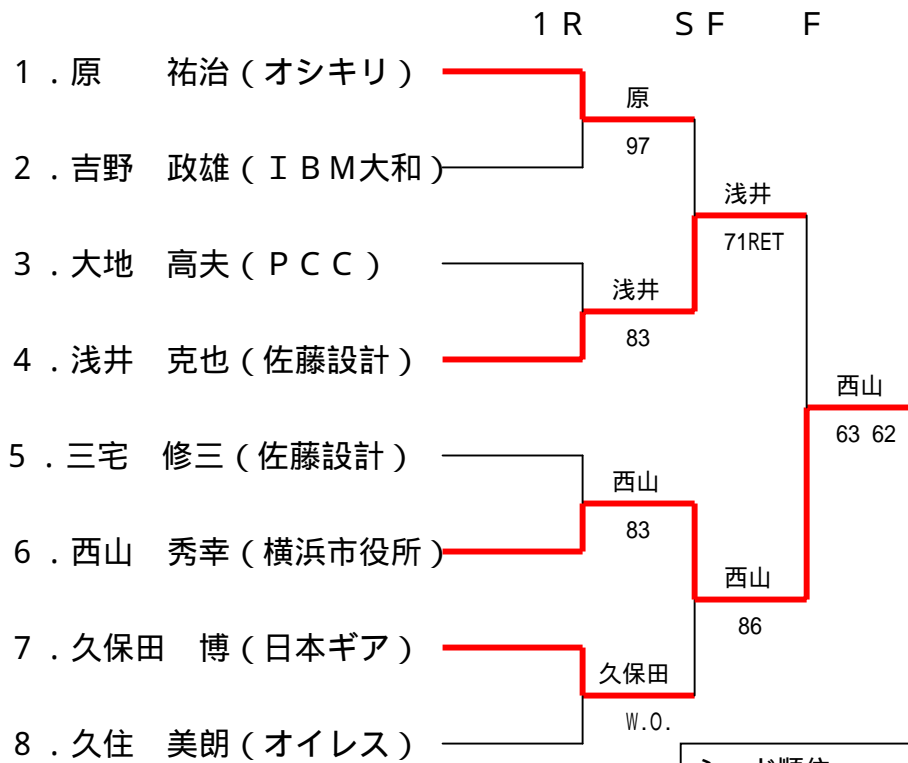 １Ｒ　ＳＦ　Ｆ
１．原　祐治（オシキリ）
原
97
２．吉野　政雄（ＩＢＭ大和）
浅井
71RET
３．大地　高夫（ＰＣＣ）
浅井
83
４．浅井　克也（佐藤設計）
西山
63 62
５．三宅　修三（佐藤設計）
西山
83
６．西山　秀幸（横浜市役所）
西山
86
７．久保田　博（日本ギア）
久保田
W.O.
８．久住　美朗（オイレス）